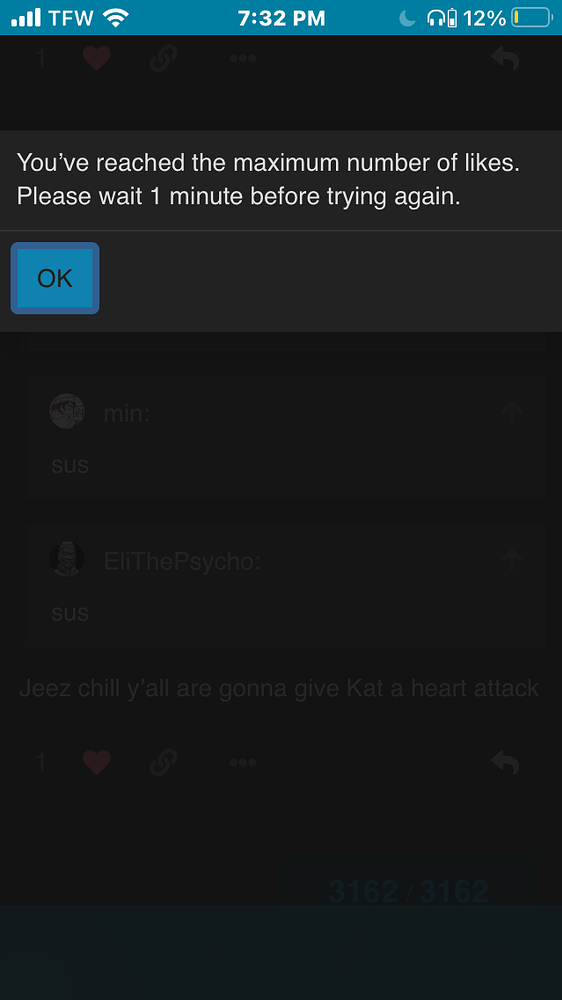 TFW 7:32 PM 12%
1
You’ve reached the maximum number of likes.
Please wait 1 minute before trying again.
OK
min:
sus
EliThePsycho:
sus
Jeez chill y’all are gonna give Kat a heart attack
1
3162 / 3162